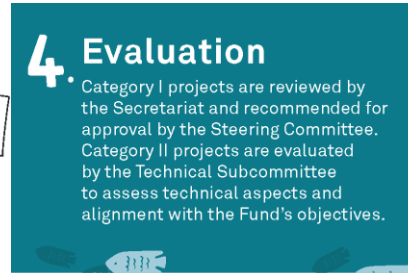 4. Evaluation
Category I projects are reviewed by
the Secretariat and recommended for
approval by the Steering Committee.
Category II projects are evaluated
by the Technical Subcommittee
to assess technical aspects and
alignment with the Fund's objectives.